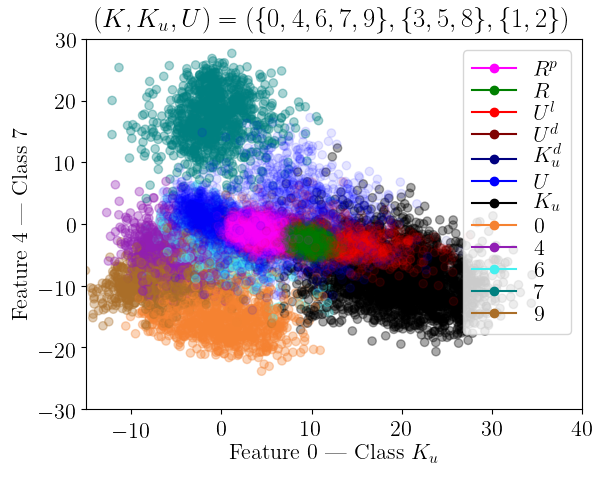 (K, K_u, U) = ({0, 4, 6, 7, 9}, {3, 5, 8}, {1, 2})
30
20
10
0
−10
−20
−30
Feature 4 — Class 7
R^p
R
U^l
U^d
K_u^d
U
K_u
0
4
6
7
9
−10
0
10
20
30
40
Feature 0 — Class K_u